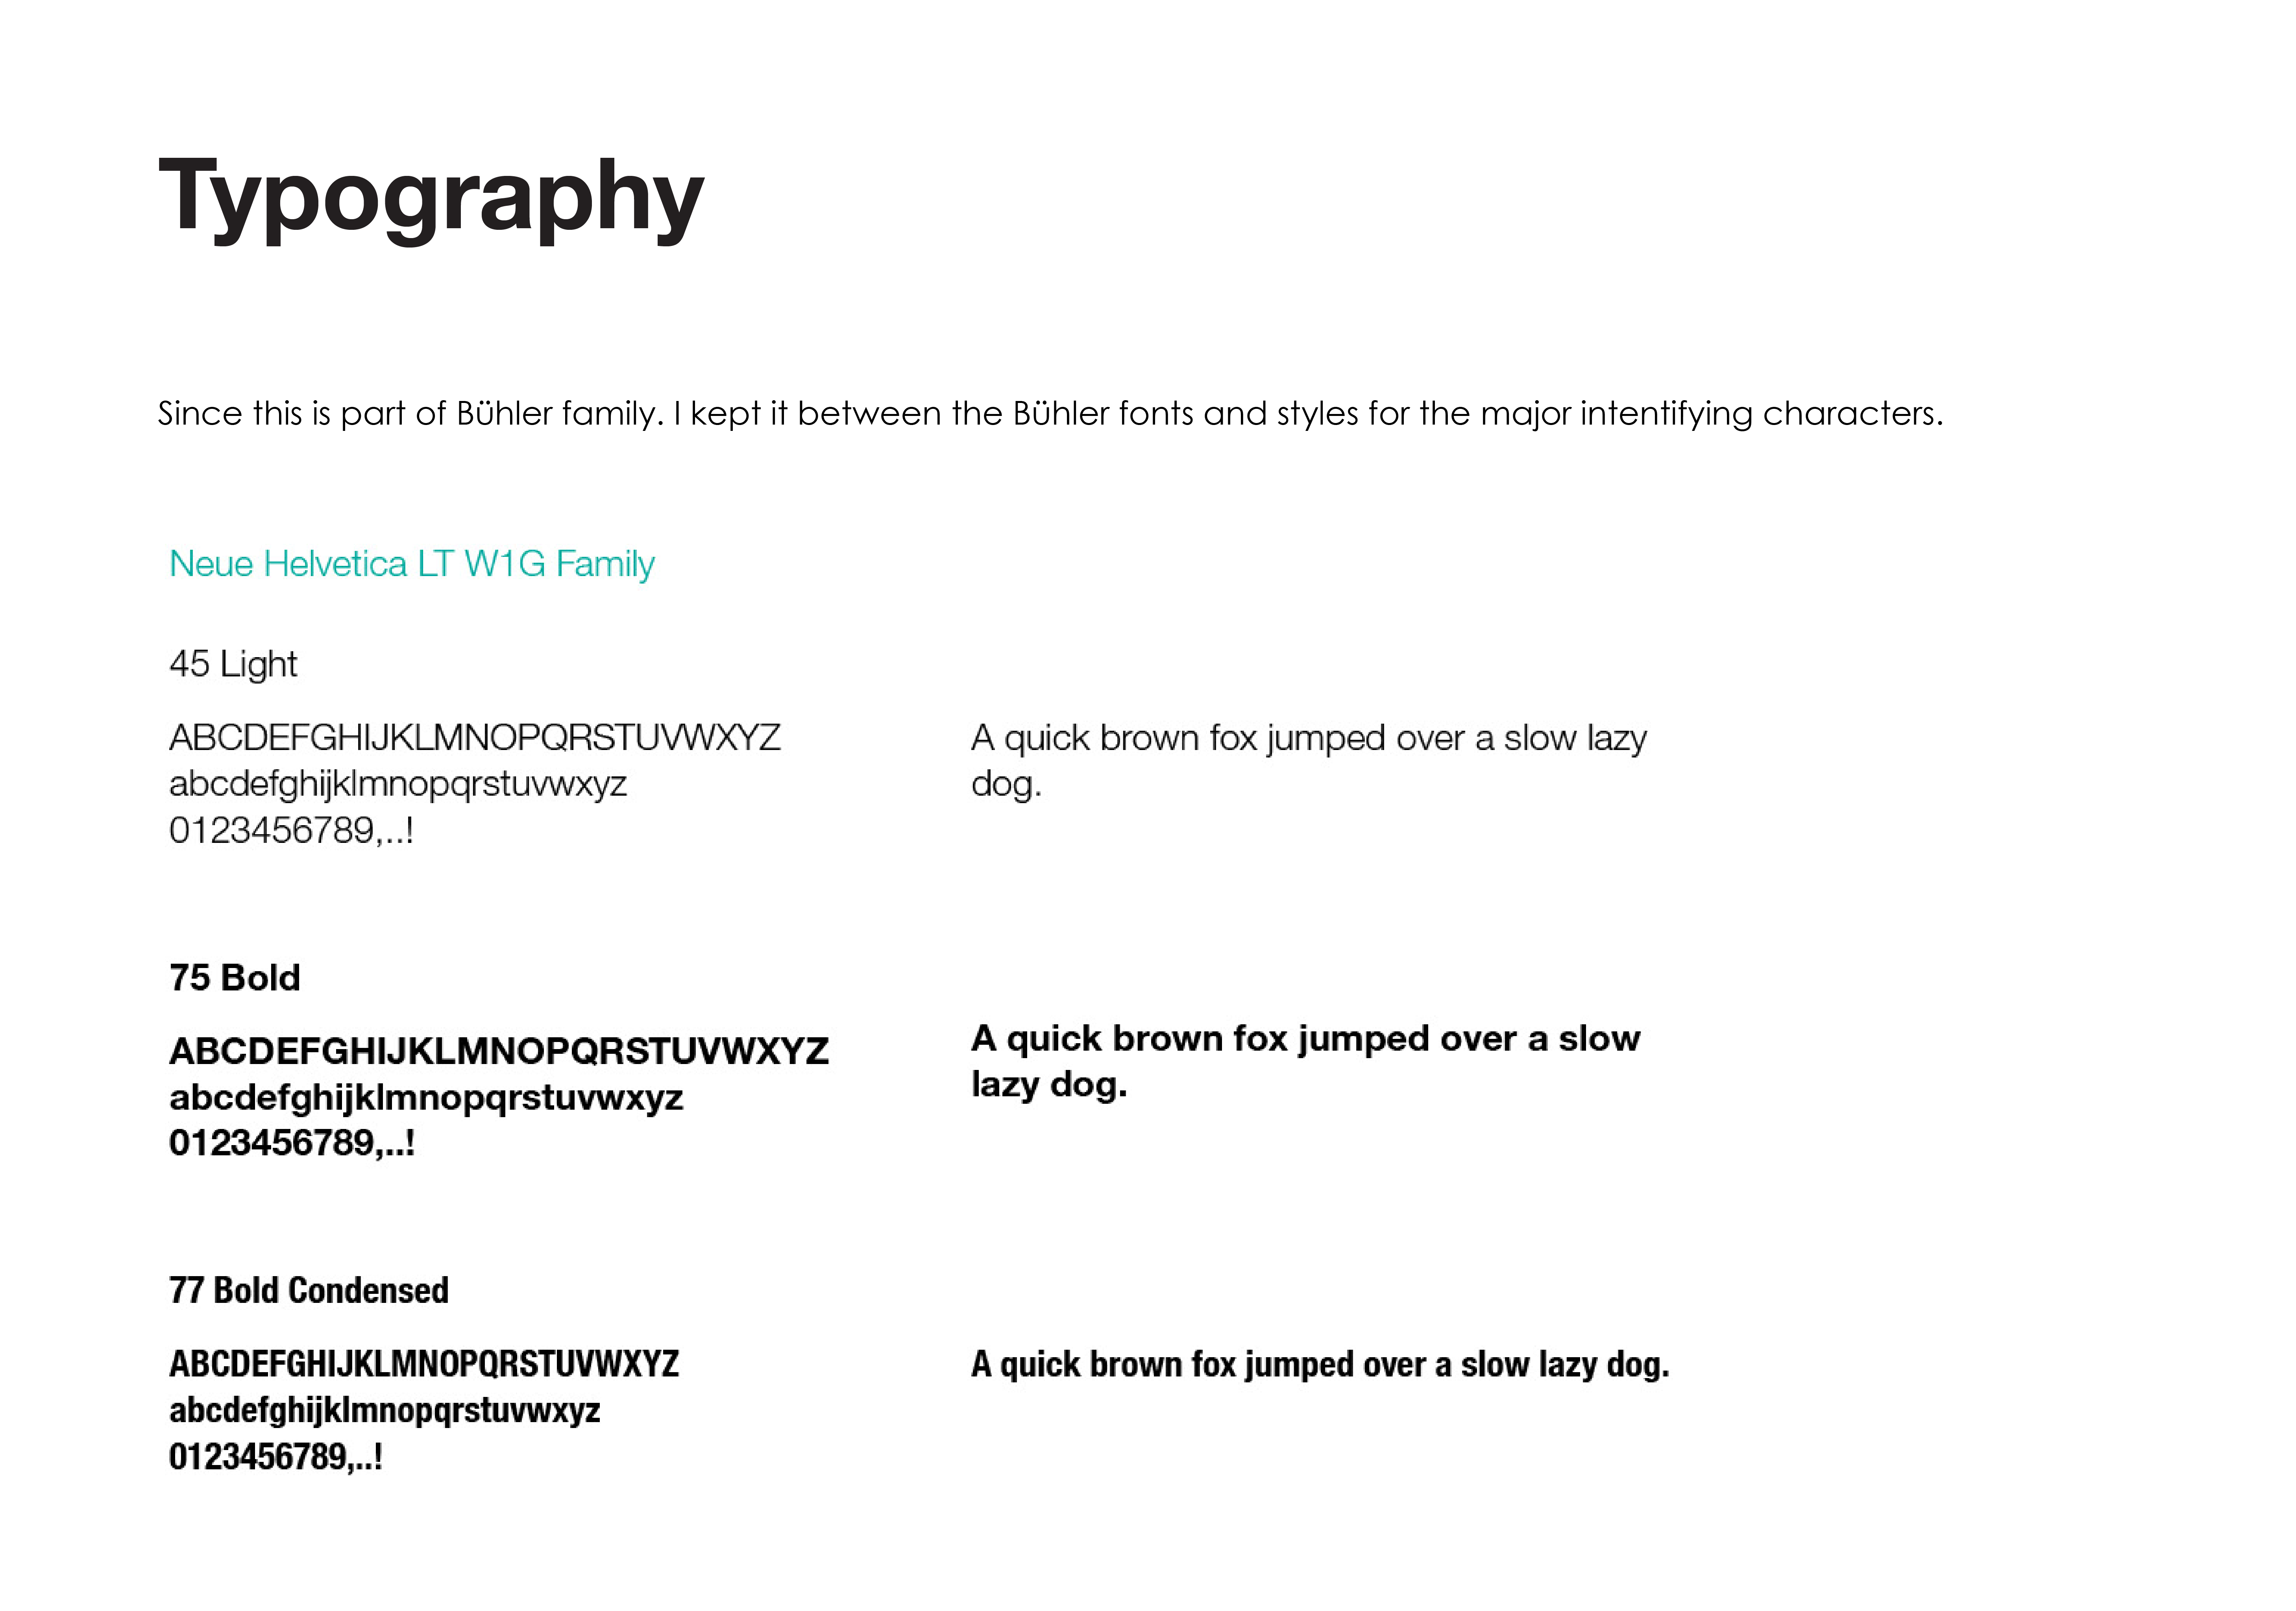 Typography
Since this is part of Bühler family. I kept it between the Bühler fonts and styles for the major intentifying characters.
Neue Helvetica LT W1G Family
45 Light
ABCDEFGHIJKLMNOPQRSTUVWXYZ
abcdefghijklmnopqrstuvwxyz
0123456789,..!
A quick brown fox jumped over a slow lazy
dog.
75 Bold
ABCDEFGHIJKLMNOPQRSTUVWXYZ
abcdefghijklmnopqrstuvwxyz
0123456789,..!
A quick brown fox jumped over a slow
lazy dog.
77 Bold Condensed
ABCDEFGHIJKLMNOPQRSTUVWXYZ
abcdefghijklmnopqrstuvwxyz
0123456789,..!
A quick brown fox jumped over a slow lazy dog.